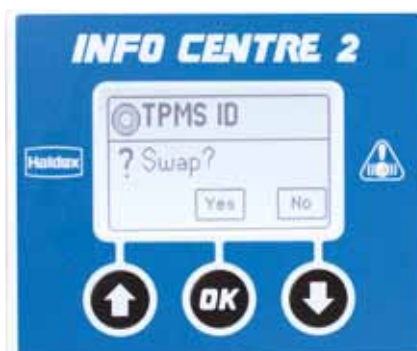 INFO CENTRE 2
TPMS ID
Haldex
? Swap?
Yes No
OK